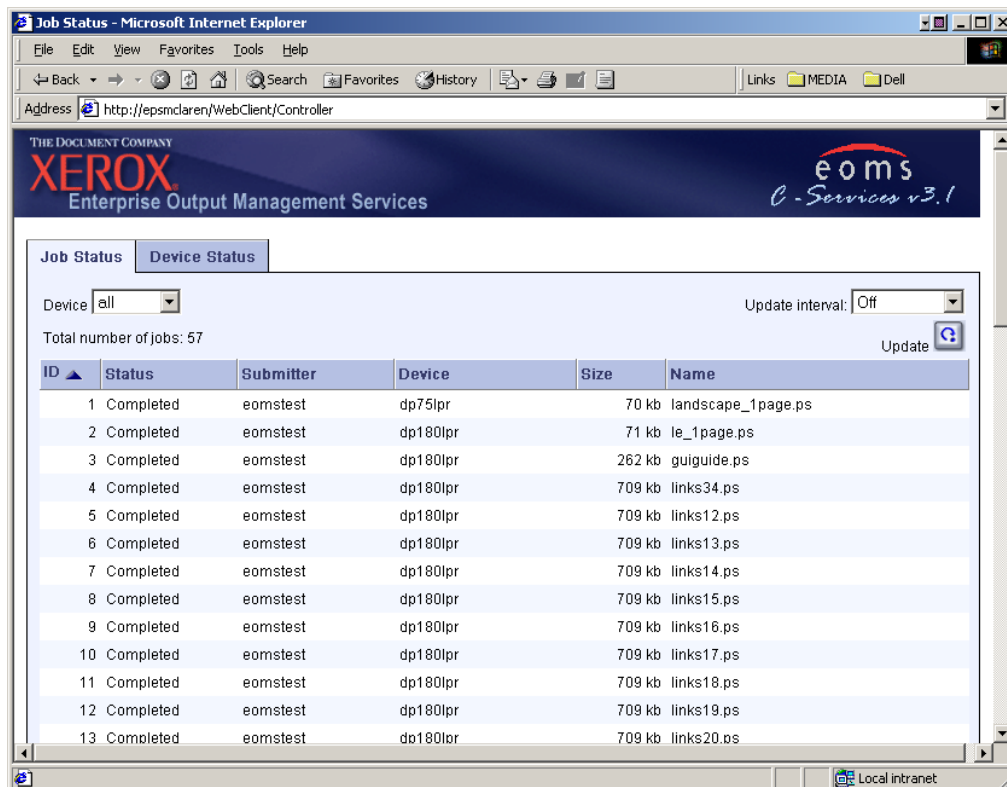 Job Status - Microsoft Internet Explorer
File Edit View Favorites Tools Help
Back Search Favorites History Links MEDIA Dell
Address http://epsmclaren/WebClient/Controller
THE DOCUMENT COMPANY
XEROX
Enterprise Output Management Services
eoms
C-Services v3.1
Job Status Device Status
Device all Update interval: Off
Total number of jobs: 57
Update
ID Status Submitter Device Size Name
1 Completed eomstest dp75lpr 70 kb landscape_1page.ps
2 Completed eomstest dp180lpr 71 kb le_1page.ps
3 Completed eomstest dp180lpr 262 kb guiguide.ps
4 Completed eomstest dp180lpr 709 kb links34.ps
5 Completed eomstest dp180lpr 709 kb links12.ps
6 Completed eomstest dp180lpr 709 kb links13.ps
7 Completed eomstest dp180lpr 709 kb links14.ps
8 Completed eomstest dp180lpr 709 kb links15.ps
9 Completed eomstest dp180lpr 709 kb links16.ps
10 Completed eomstest dp180lpr 709 kb links17.ps
11 Completed eomstest dp180lpr 709 kb links18.ps
12 Completed eomstest dp180lpr 709 kb links19.ps
13 Completed eomstest dp180lpr 709 kb links20.ps
Local intranet